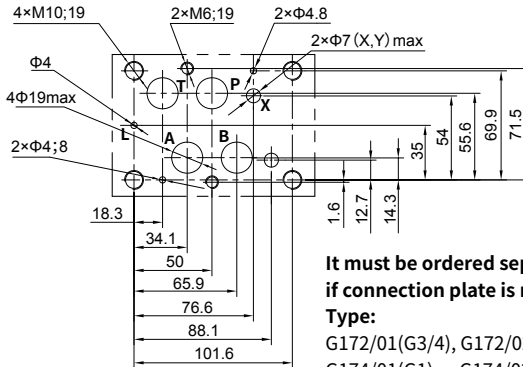 4×M10;19
2×M6;19
2×Φ4.8
2×Φ7(X,Y)max
Φ4
T
P
X
4Φ19max
L
A
B
2×Φ4;8
35
54
55.6
69.9
71.5
1.6
12.7
14.3
18.3
34.1
50
65.9
76.6
88.1
101.6
It must be ordered
if connection plate is
Type:
G172/01(G3/4),